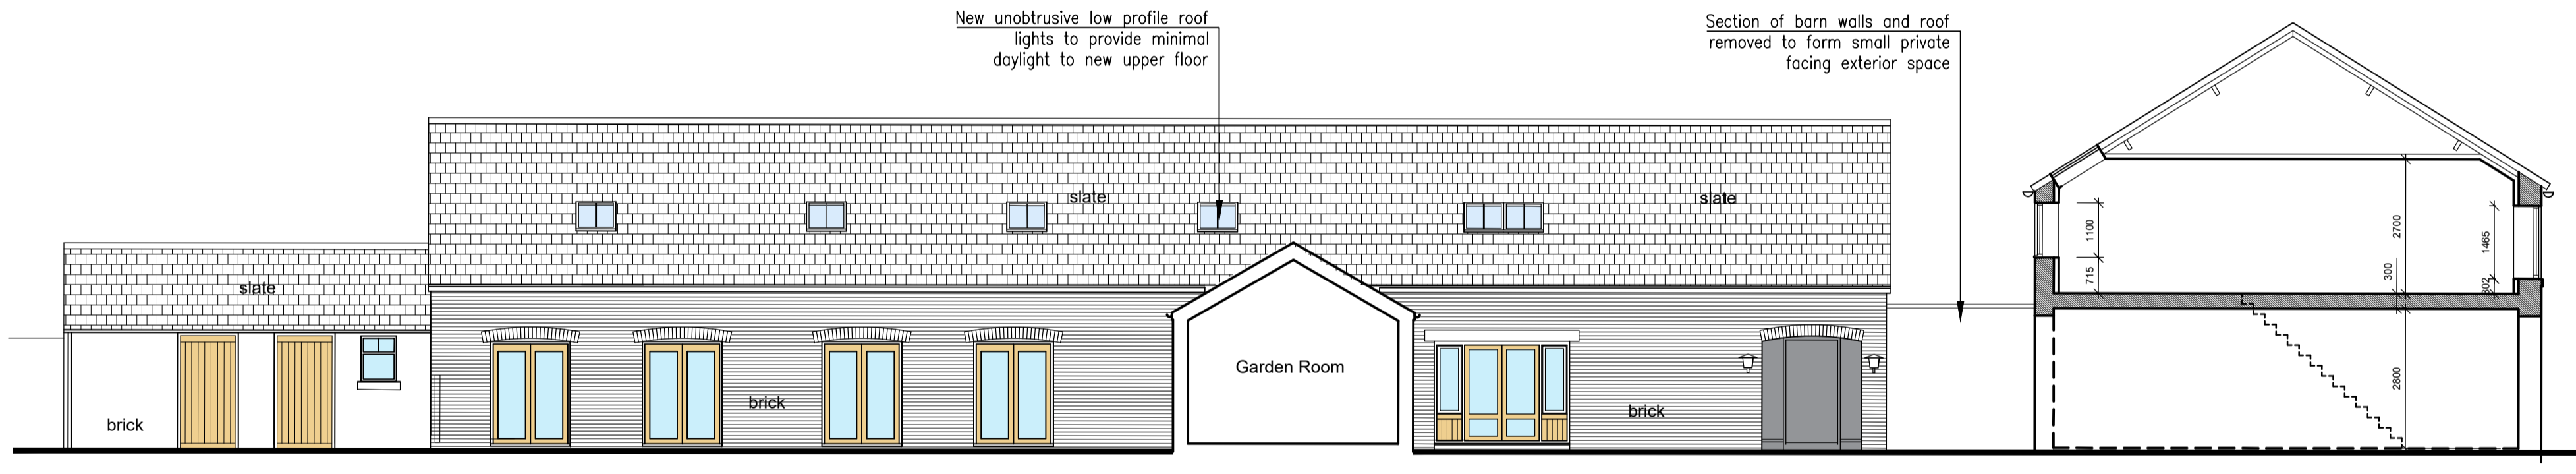 New unobtrusive low profile roof
lights to provide minimal
daylight to new upper floor
Section of barn walls and roof
removed to form small private
facing exterior space
slate
slate
slate
brick
brick
brick
Garden Room
1100
715
2700
300
1465
302
2800